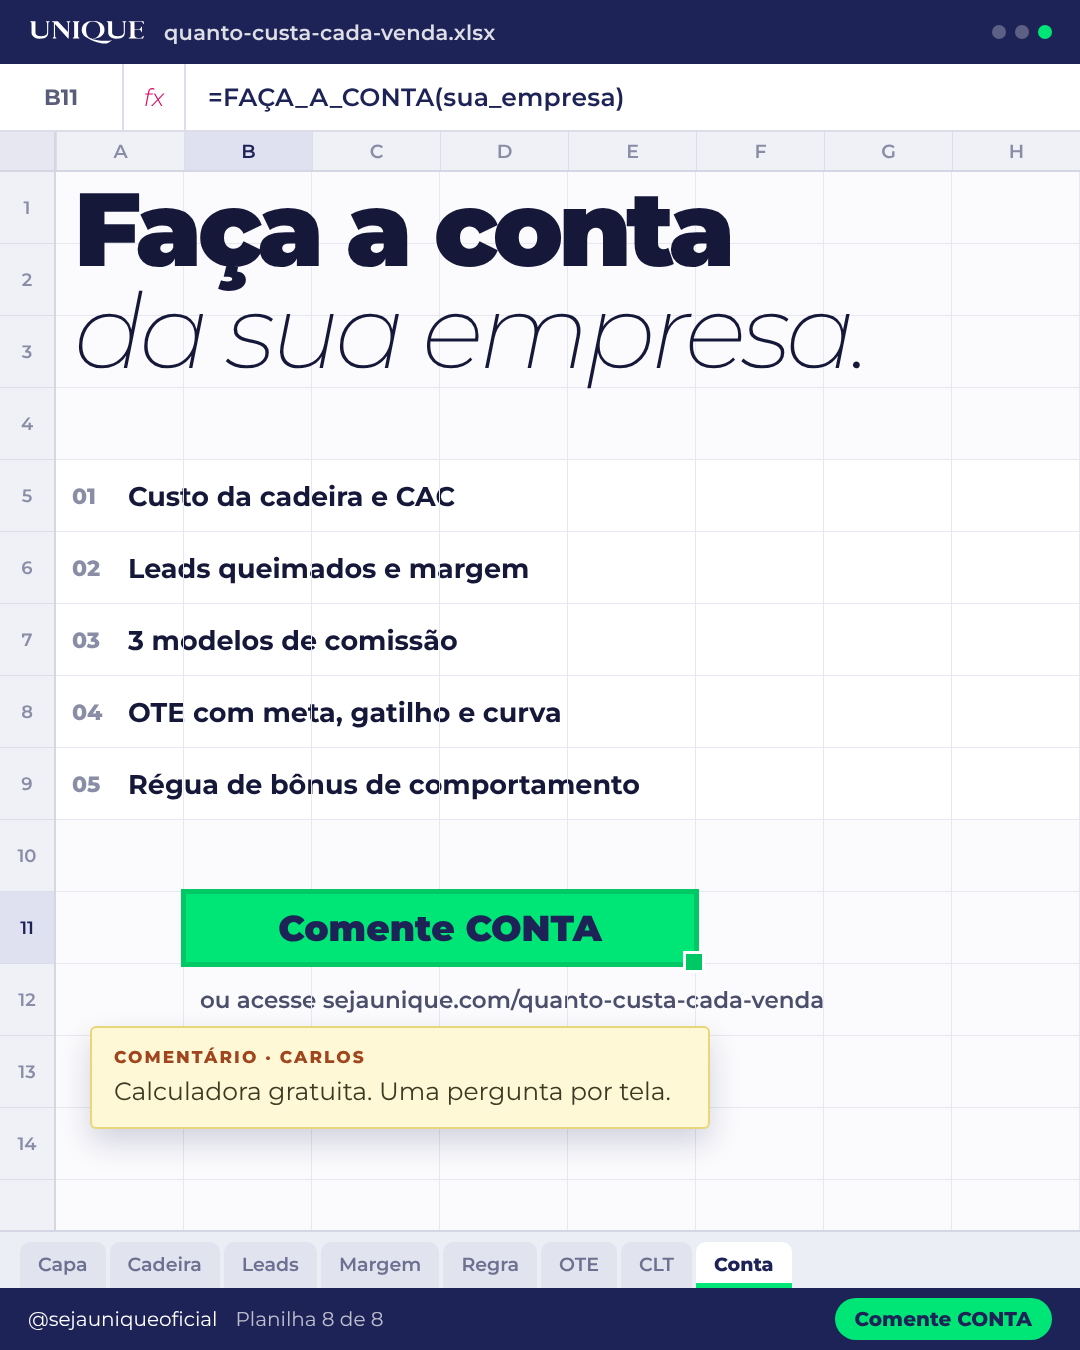 UNIQUE quanto-custa-cada-venda.xlsx
B11 fx =FAÇA_A_CONTA(sua_empresa)
A B C D E F G H
1
Faça a conta
2
da sua empresa.
3
4
5 01 Custo da cadeira e CAC
6 02 Leads queimados e margem
7 03 3 modelos de comissão
8 04 OTE com meta, gatilho e curva
9 05 Régua de bônus de comportamento
10
11 Comente CONTA
12 ou acesse sejaunique.com/quanto-custa-cada-venda
COMENTÁRIO · CARLOS
13 Calculadora gratuita. Uma pergunta por tela.
14
Capa Cadeira Leads Margem Regra OTE CLT Conta
@sejauniqueoficial Planilha 8 de 8 Comente CONTA